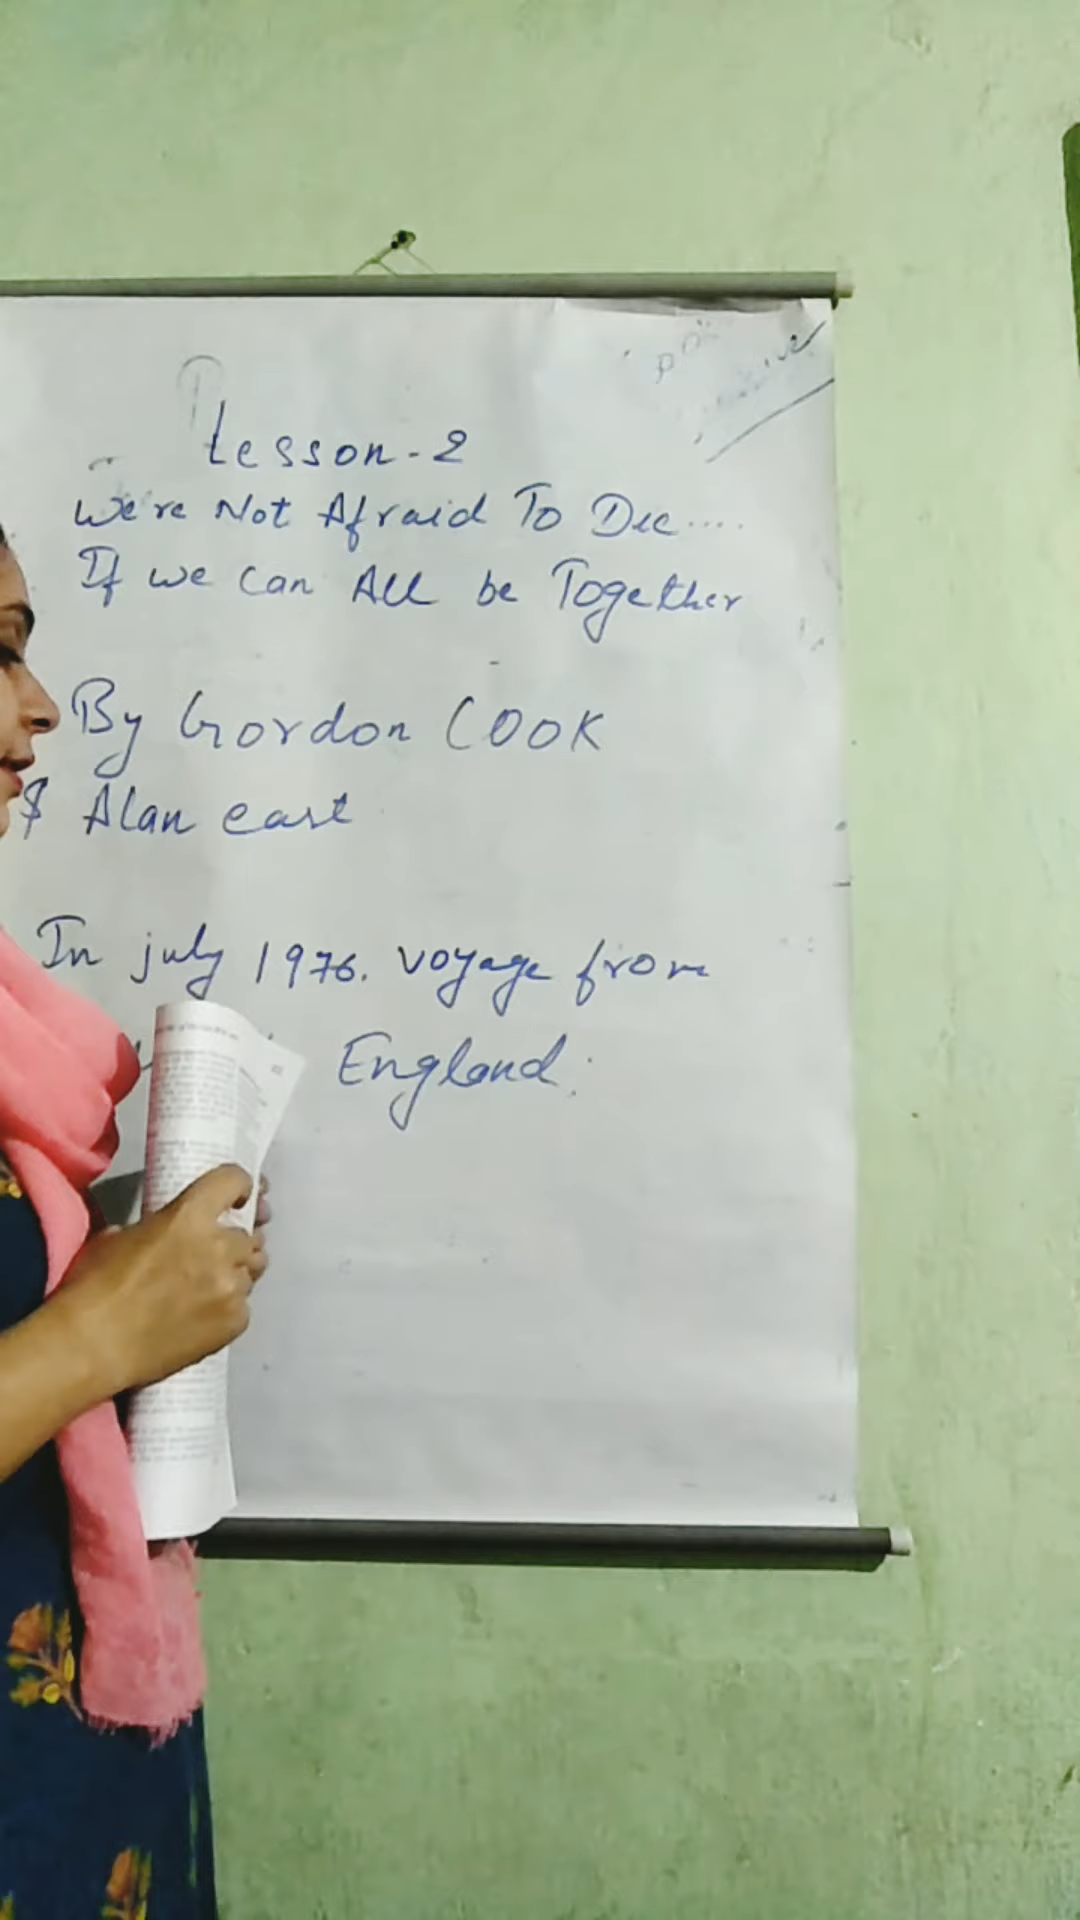 Lesson-2
We're Not Afraid To Die....
If we can All be Together
By Gordon Cook
& Alan east
In july 1976. voyage from
England.